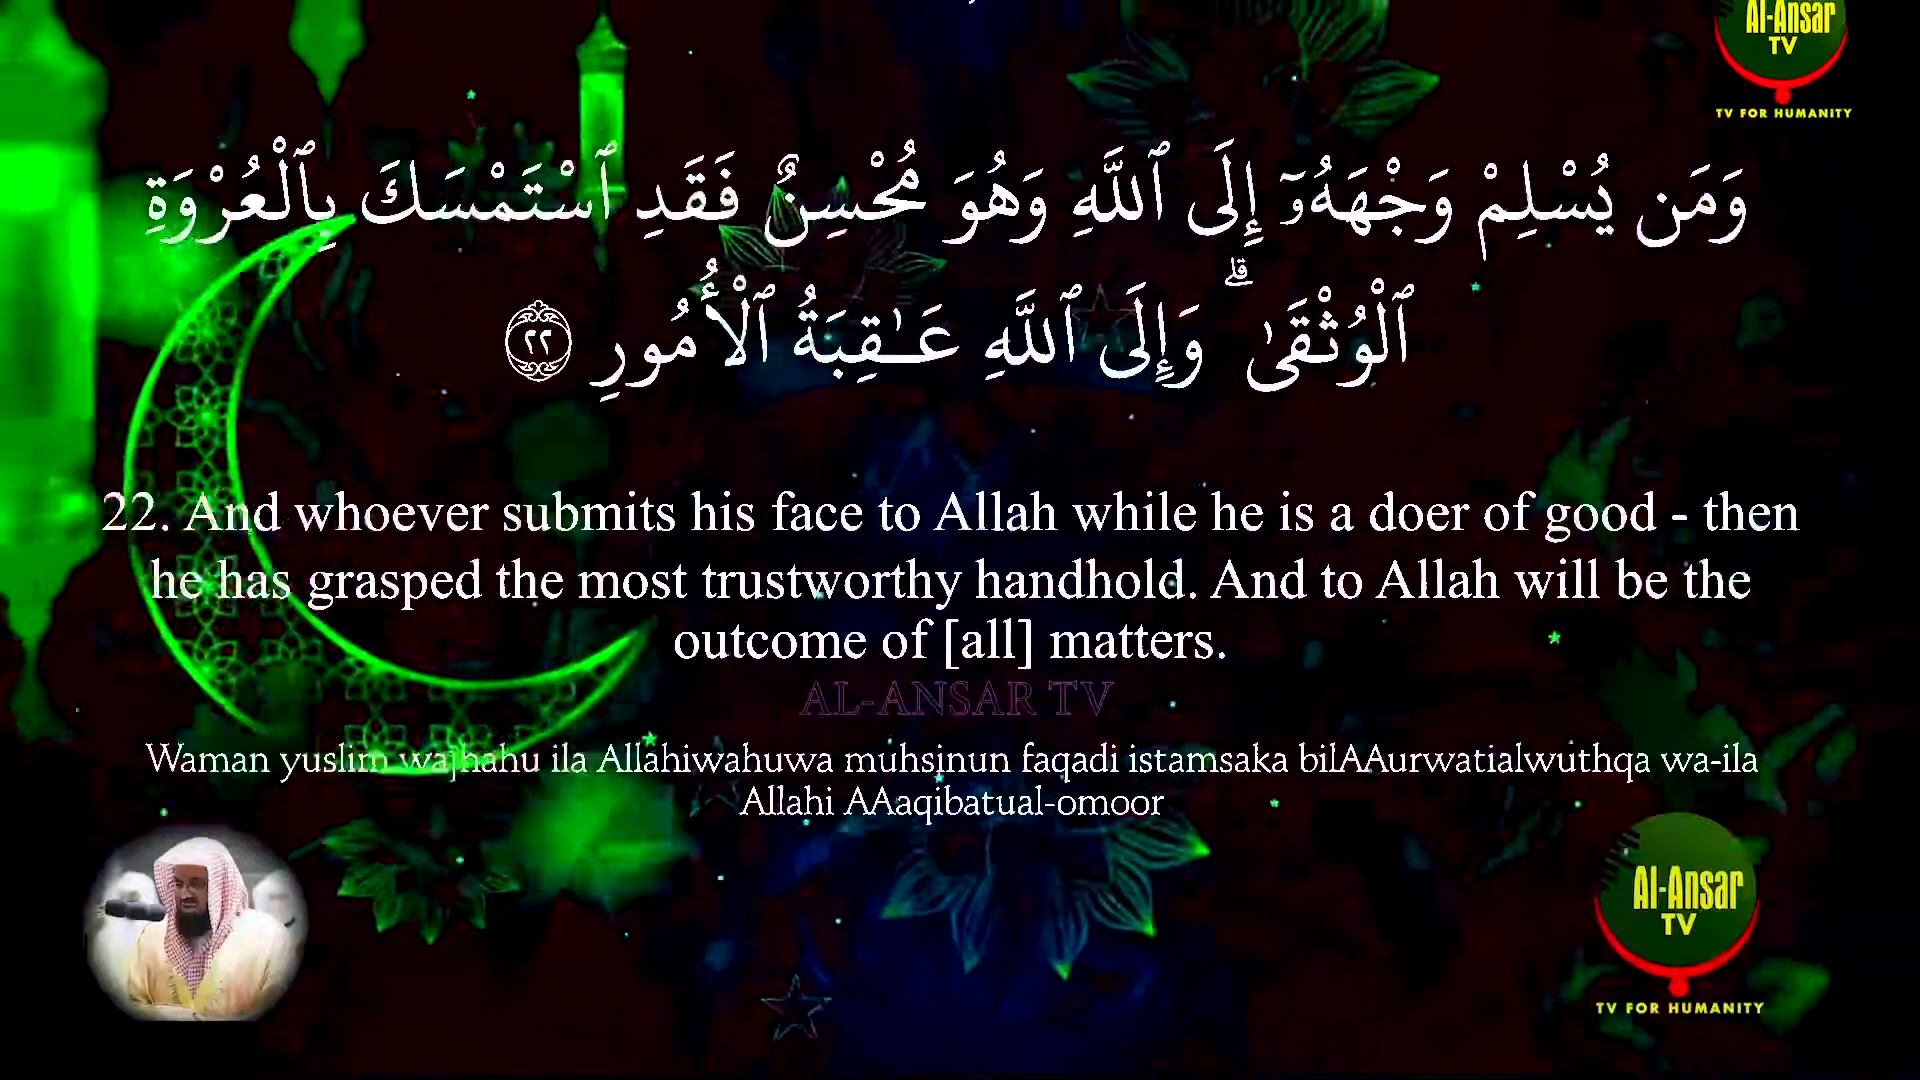 Al-Ansar
TV
TV FOR HUMANITY
وَمَن يُسْلِمْ وَجْهَهُۥٓ إِلَى ٱللَّهِ وَهُوَ مُحْسِنٌ فَقَدِ ٱسْتَمْسَكَ بِٱلْعُرْوَةِ
ٱلْوُثْقَىٰ ۗ وَإِلَى ٱللَّهِ عَـٰقِبَةُ ٱلْأُمُورِ ٢٢
22. And whoever submits his face to Allah while he is a doer of good - then
he has grasped the most trustworthy handhold. And to Allah will be the
outcome of [all] matters.
AL-ANSAR TV
Waman yuslim wajhahu ila Allahiwahuwa muhsinun faqadi istamsaka bilAAurwatialwuthqa wa-ila
Allahi AAaqibatual-omoor
Al-Ansar
TV
TV FOR HUMANITY